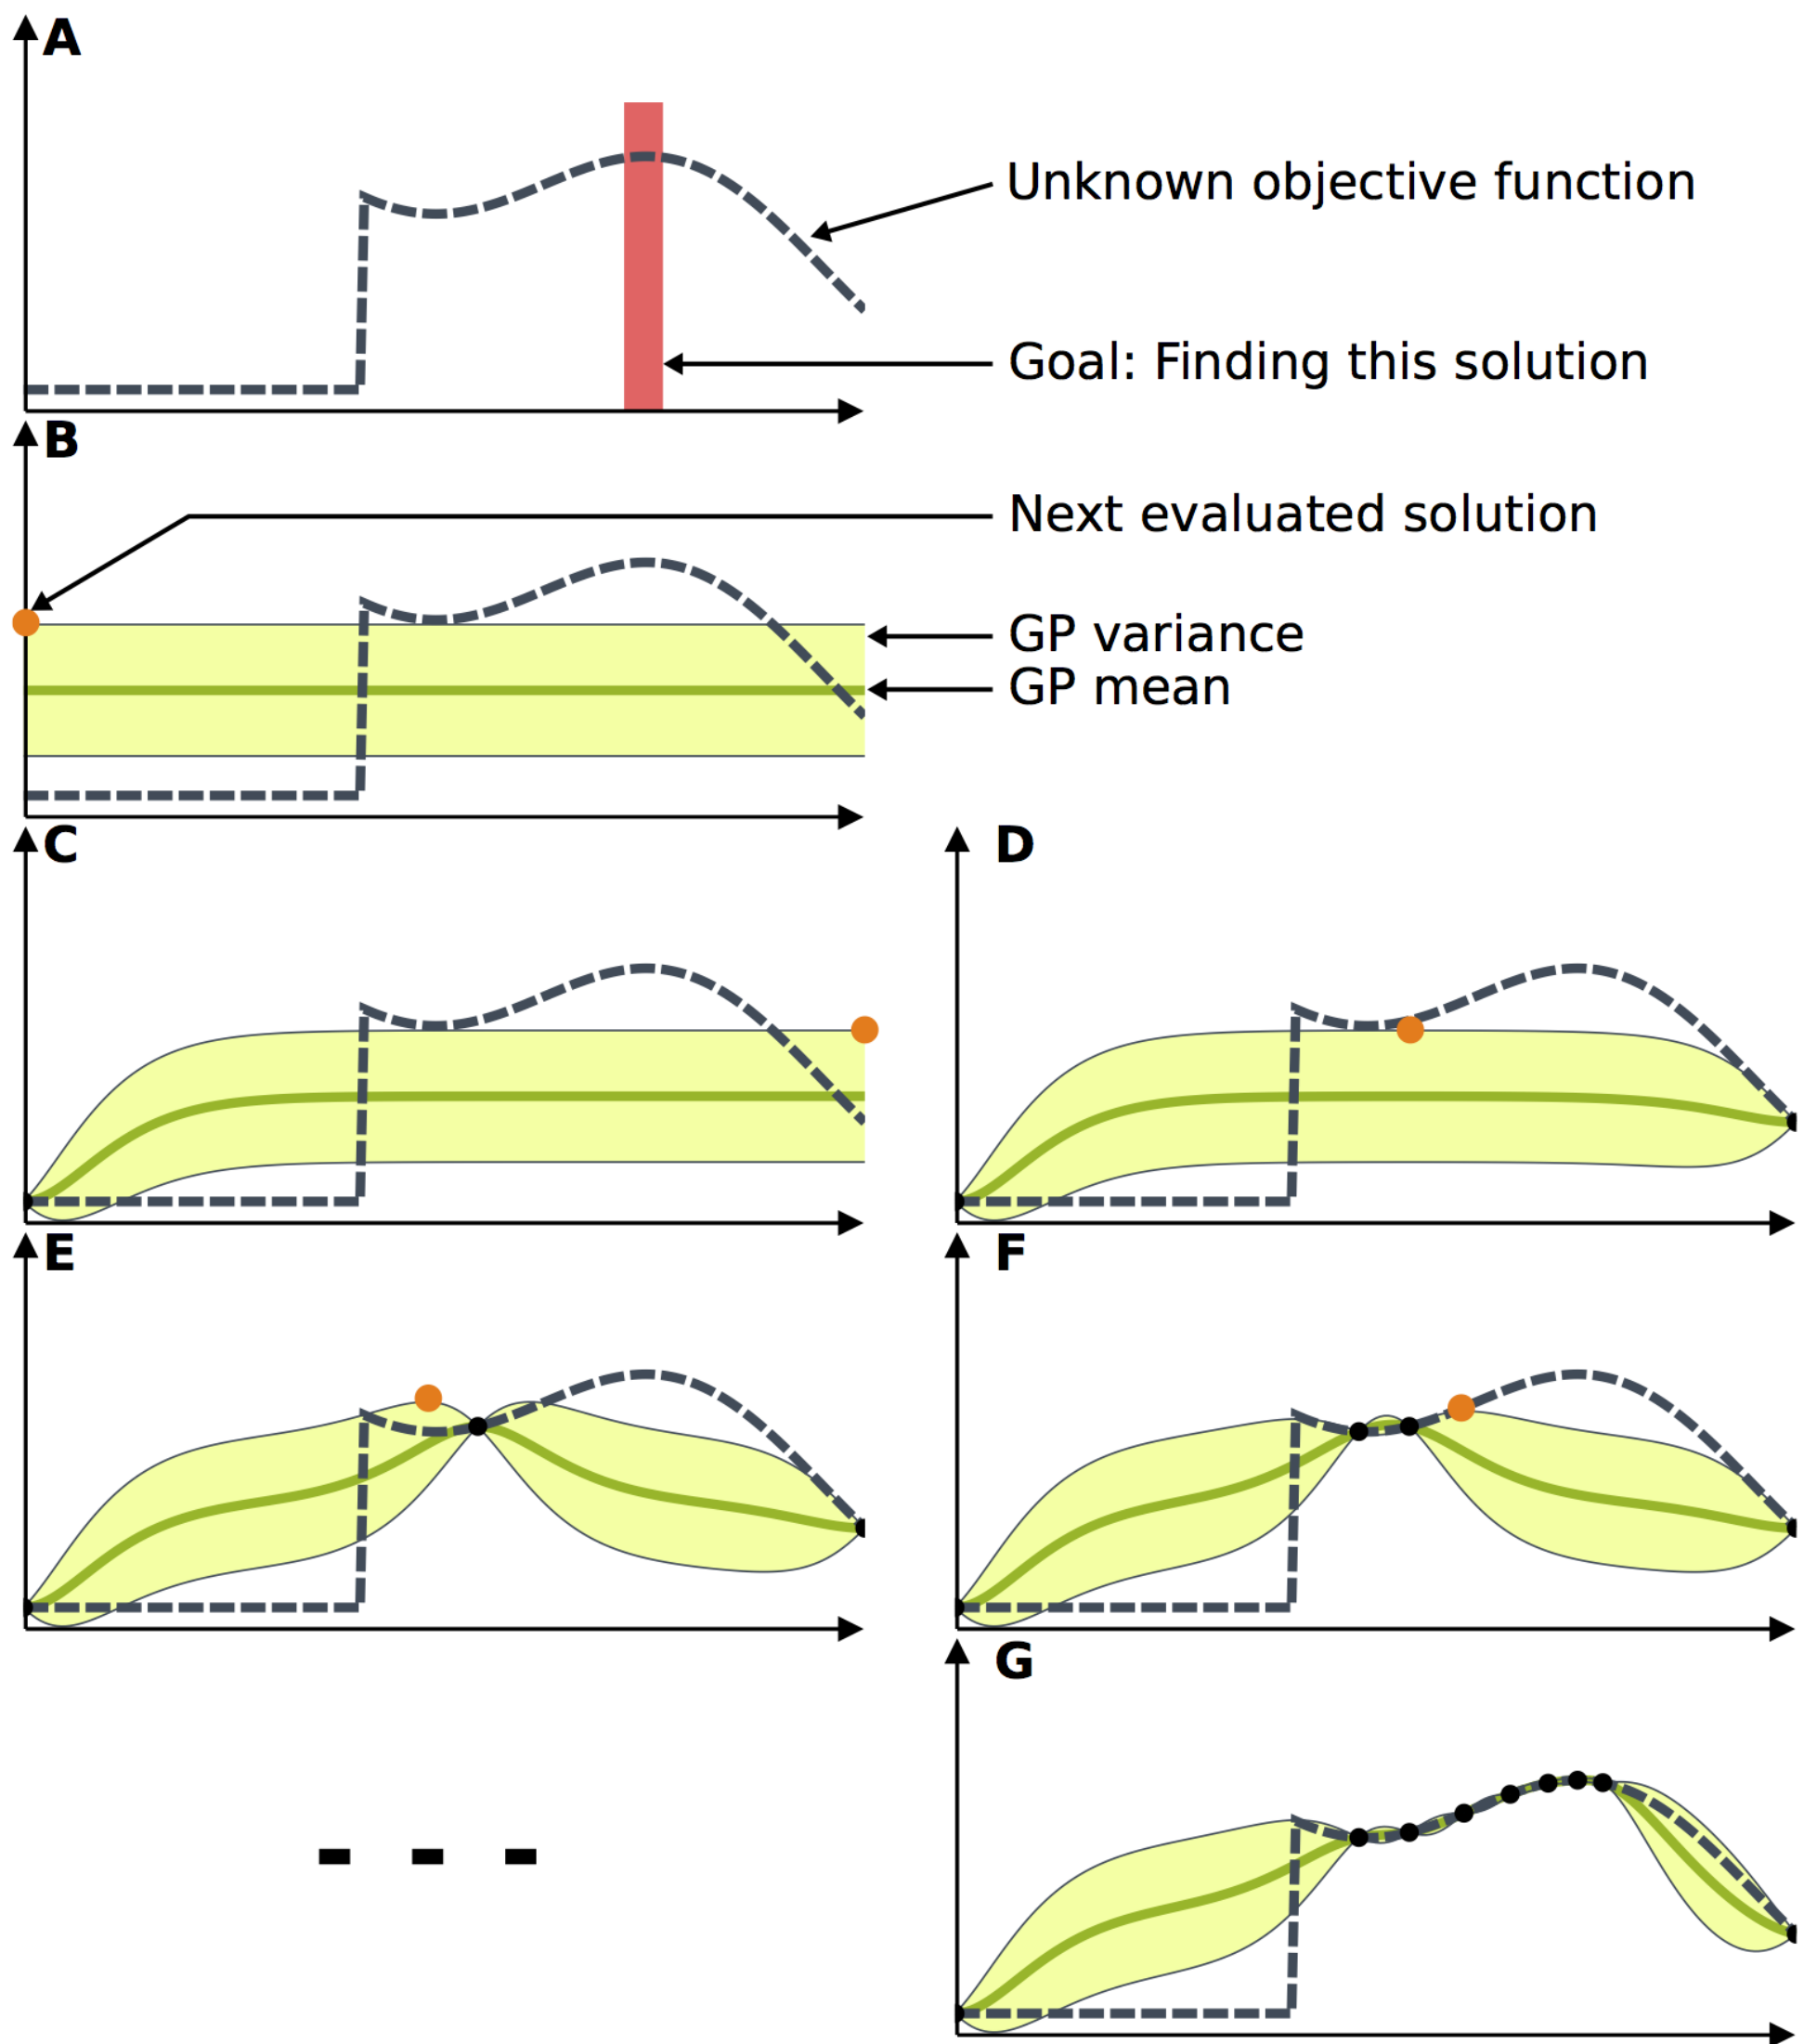 A
Unknown objective function
Goal: Finding this solution
B
Next evaluated solution
GP variance
GP mean
C
D
E
F
G